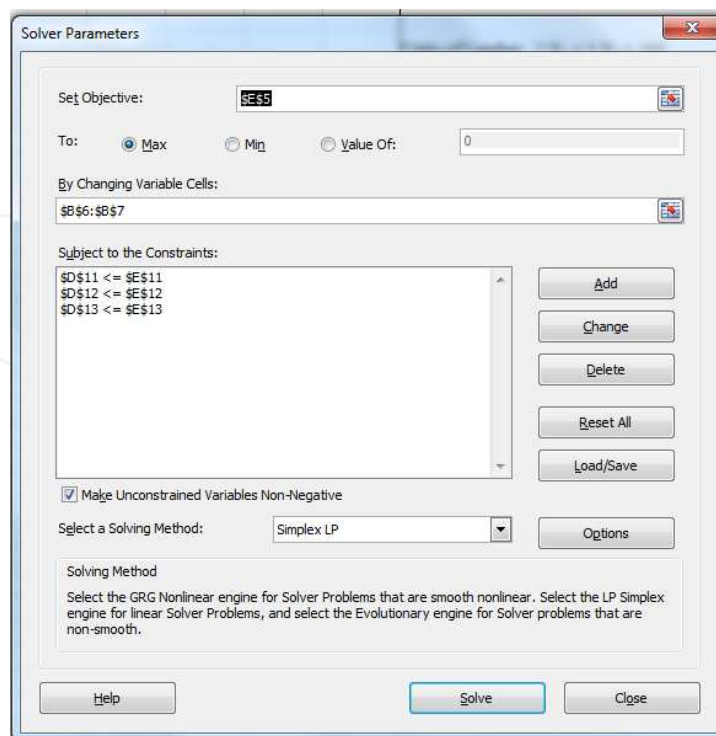 Solver Parameters
Set Objective: $E$5
To: Max Min Value Of: 0
By Changing Variable Cells:
$B$6:$B$7
Subject to the Constraints:
$D$11 <= $E$11
$D$12 <= $E$12
$D$13 <= $E$13
Add
Change
Delete
Reset All
Load/Save
Make Unconstrained Variables Non-Negative
Select a Solving Method: Simplex LP Options
Solving Method
Select the GRG Nonlinear engine for Solver Problems that are smooth nonlinear. Select the LP Simplex
engine for linear Solver Problems, and select the Evolutionary engine for Solver problems that are
non-smooth.
Help Solve Close